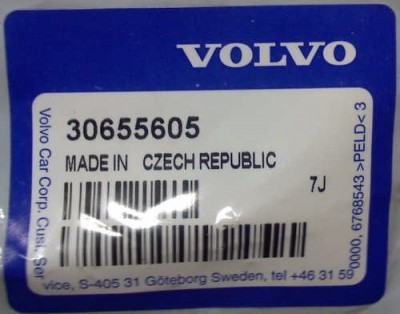 VOLVO
30655605
MADE IN CZECH REPUBLIC
7J
Volvo Car Corp. Cust. Ser
vice, S-405 31 Göteborg Sweden, tel +46 31 59
0000, 6768543 >PELD< 3